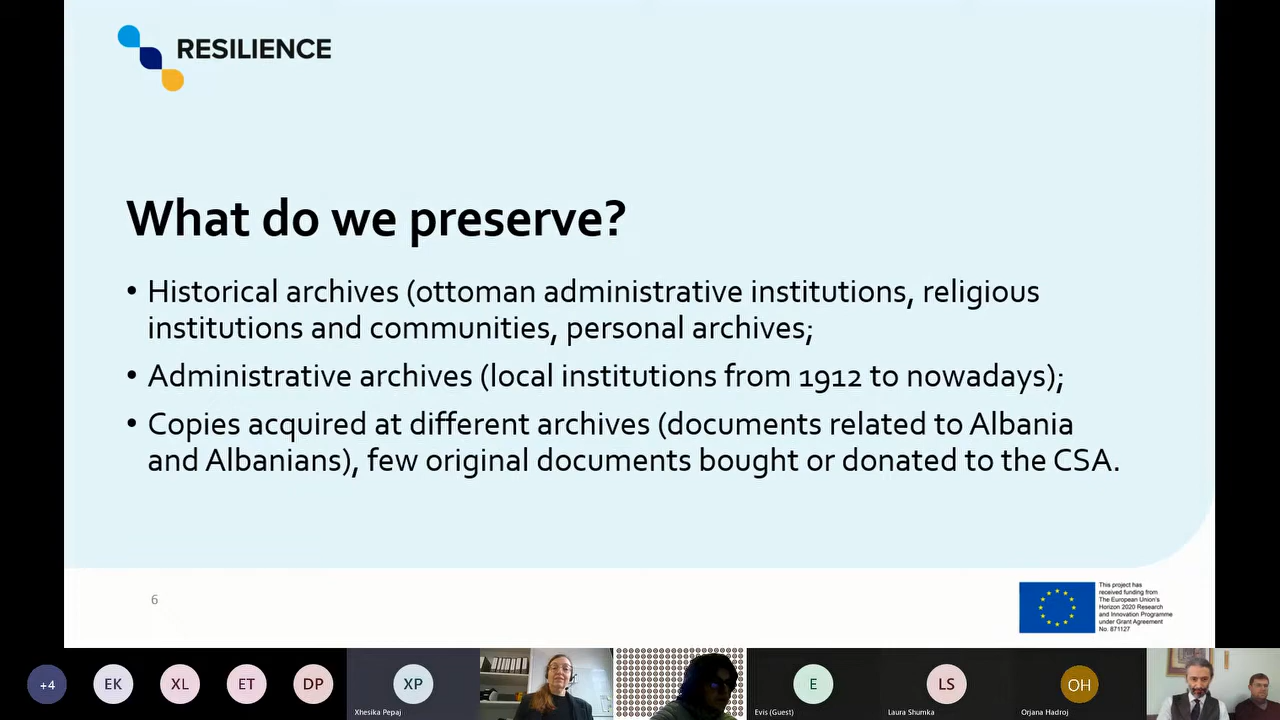 RESILIENCE
What do we preserve?
• Historical archives (ottoman administrative institutions, religious
institutions and communities, personal archives;
• Administrative archives (local institutions from 1912 to nowadays);
• Copies acquired at different archives (documents related to Albania
and Albanians), few original documents bought or donated to the CSA.
6
This project has
received funding from
The European Union's
Horizon 2020 Research
and Innovation Programme
under Grant Agreement
No. 871127
+4
EK
XL
ET
DP
XP
Xhesika Pepaj
E
Evis (Guest)
LS
Laura Shumka
OH
Orjana Hadroj